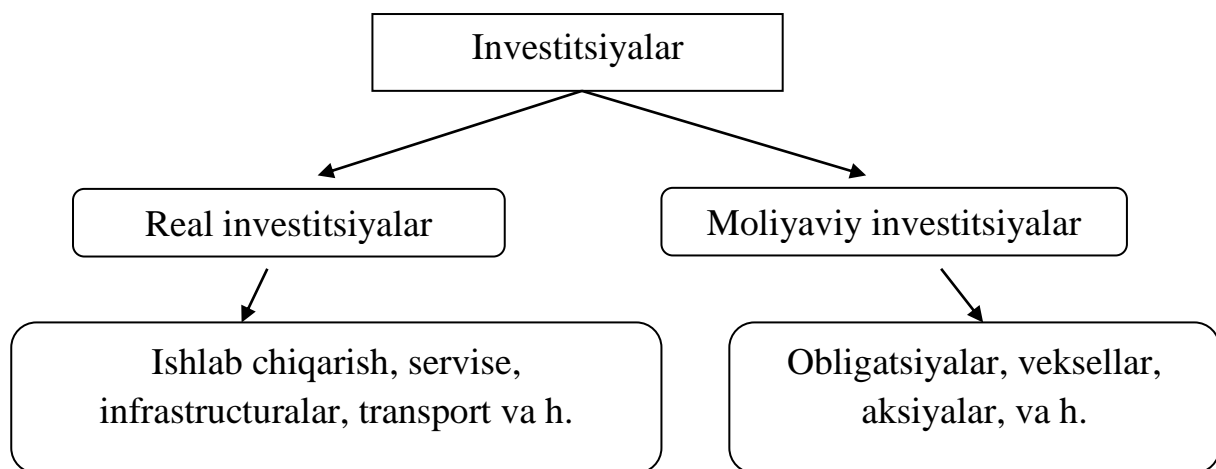 Investitsiyalar
Real investitsiyalar
Moliyaviy investitsiyalar
Ishlab chiqarish, servise,
infrastructuralar, transport va h.
Obligatsiyalar, veksellar,
aksiyalar, va h.